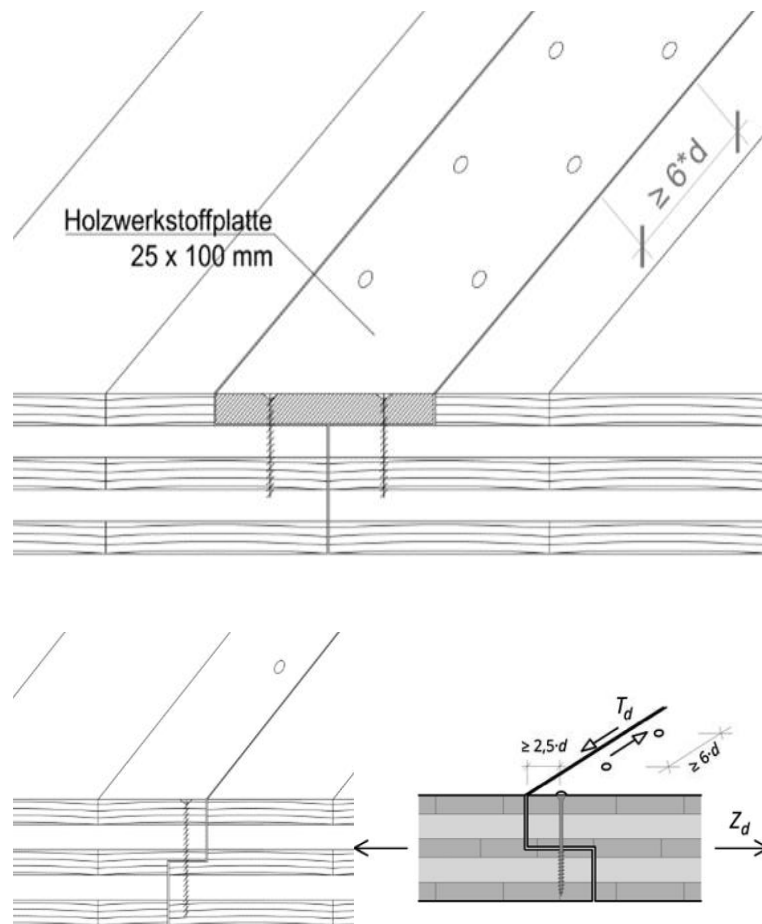 ≥ 6*d
Holzwerkstoffplatte
25 x 100 mm
T_d
≥ 2,5·d
≥ 6·d
Z_d